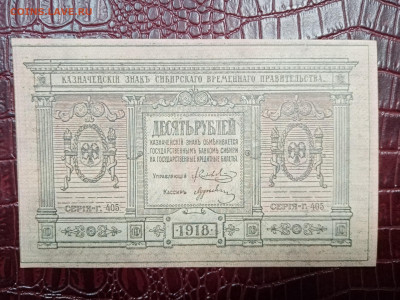 COINS.LAVE.RU
КАЗНАЧЕЙСКІЙ ЗНАКЪ СИБИРСКАГО ВРЕМЕННАГО ПРАВИТЕЛЬСТВА.
ДЕСЯТЬ РУБЛЕЙ
КАЗНАЧЕЙСКІЙ ЗНАКЪ ОБМѢНИВАЕТСЯ
ГОСУДАРСТВЕННЫМЪ БАНКОМЪ СИБИРИ
НА ГОСУДАРСТВЕННЫЕ КРЕДИТНЫЕ БИЛЕТЫ.
Управляющій
Кассиръ
СЕРІЯ-Г. 405
СЕРІЯ-Г. 405
1918